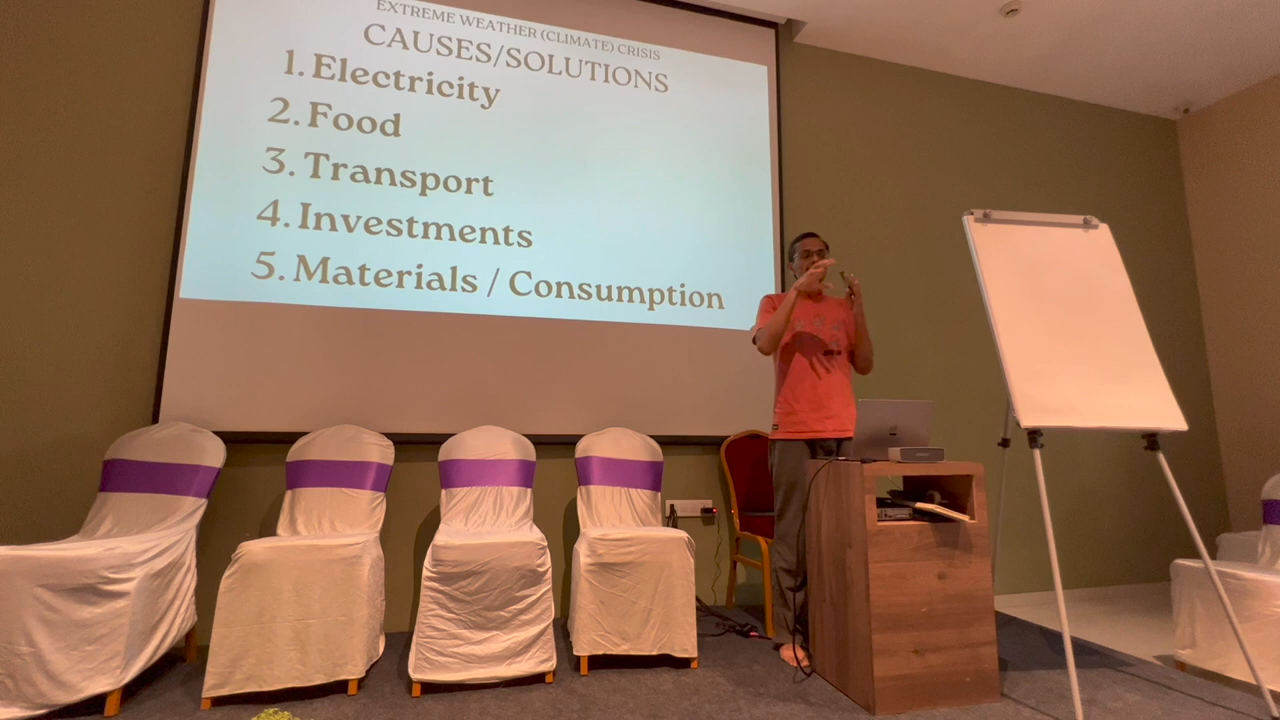 EXTREME WEATHER (CLIMATE) CRISIS
CAUSES/SOLUTIONS
1. Electricity
2. Food
3. Transport
4. Investments
5. Materials / Consumption